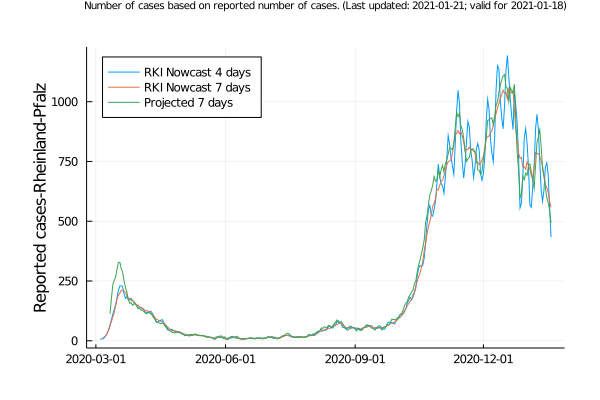 Number of cases based on reported number of cases. (Last updated: 2021-01-21; valid for 2021-01-18)
RKI Nowcast 4 days
RKI Nowcast 7 days
Projected 7 days
Reported cases-Rheinland-Pfalz
1000
750
500
250
0
2020-03-01
2020-06-01
2020-09-01
2020-12-01